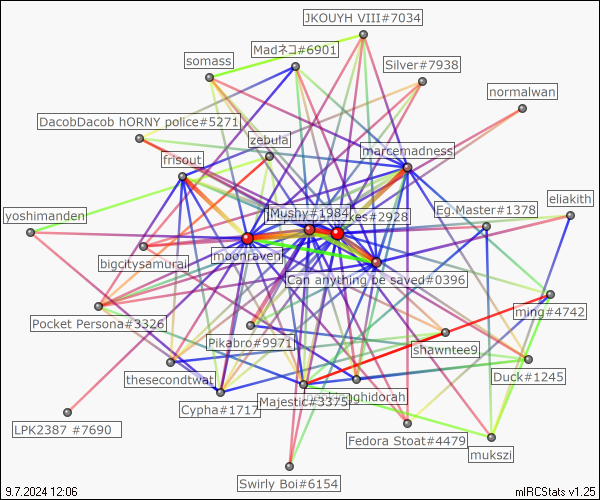 JKOUYH VIII#7034
Madネコ#6901
somass
Silver#7938
normalwan
DacobDacob hORNY police#5271
zebula
marcemadness
frisout
eliakith
Mushy#1984
kes#2928
Eg.Master#1378
yoshimanden
moonraven
bigcitysamurai
Can anything be saved#0396
ming#4742
Pocket Persona#3326
Pikabro#9971
shawntee9
thesecondtwat
Duck#1245
Cypha#1717
Majestic#3375
ghidorah
LPK2387 #7690
Fedora Stoat#4479
mukszi
Swirly Boi#6154
9.7.2024 12:06
mIRCStats v1.25